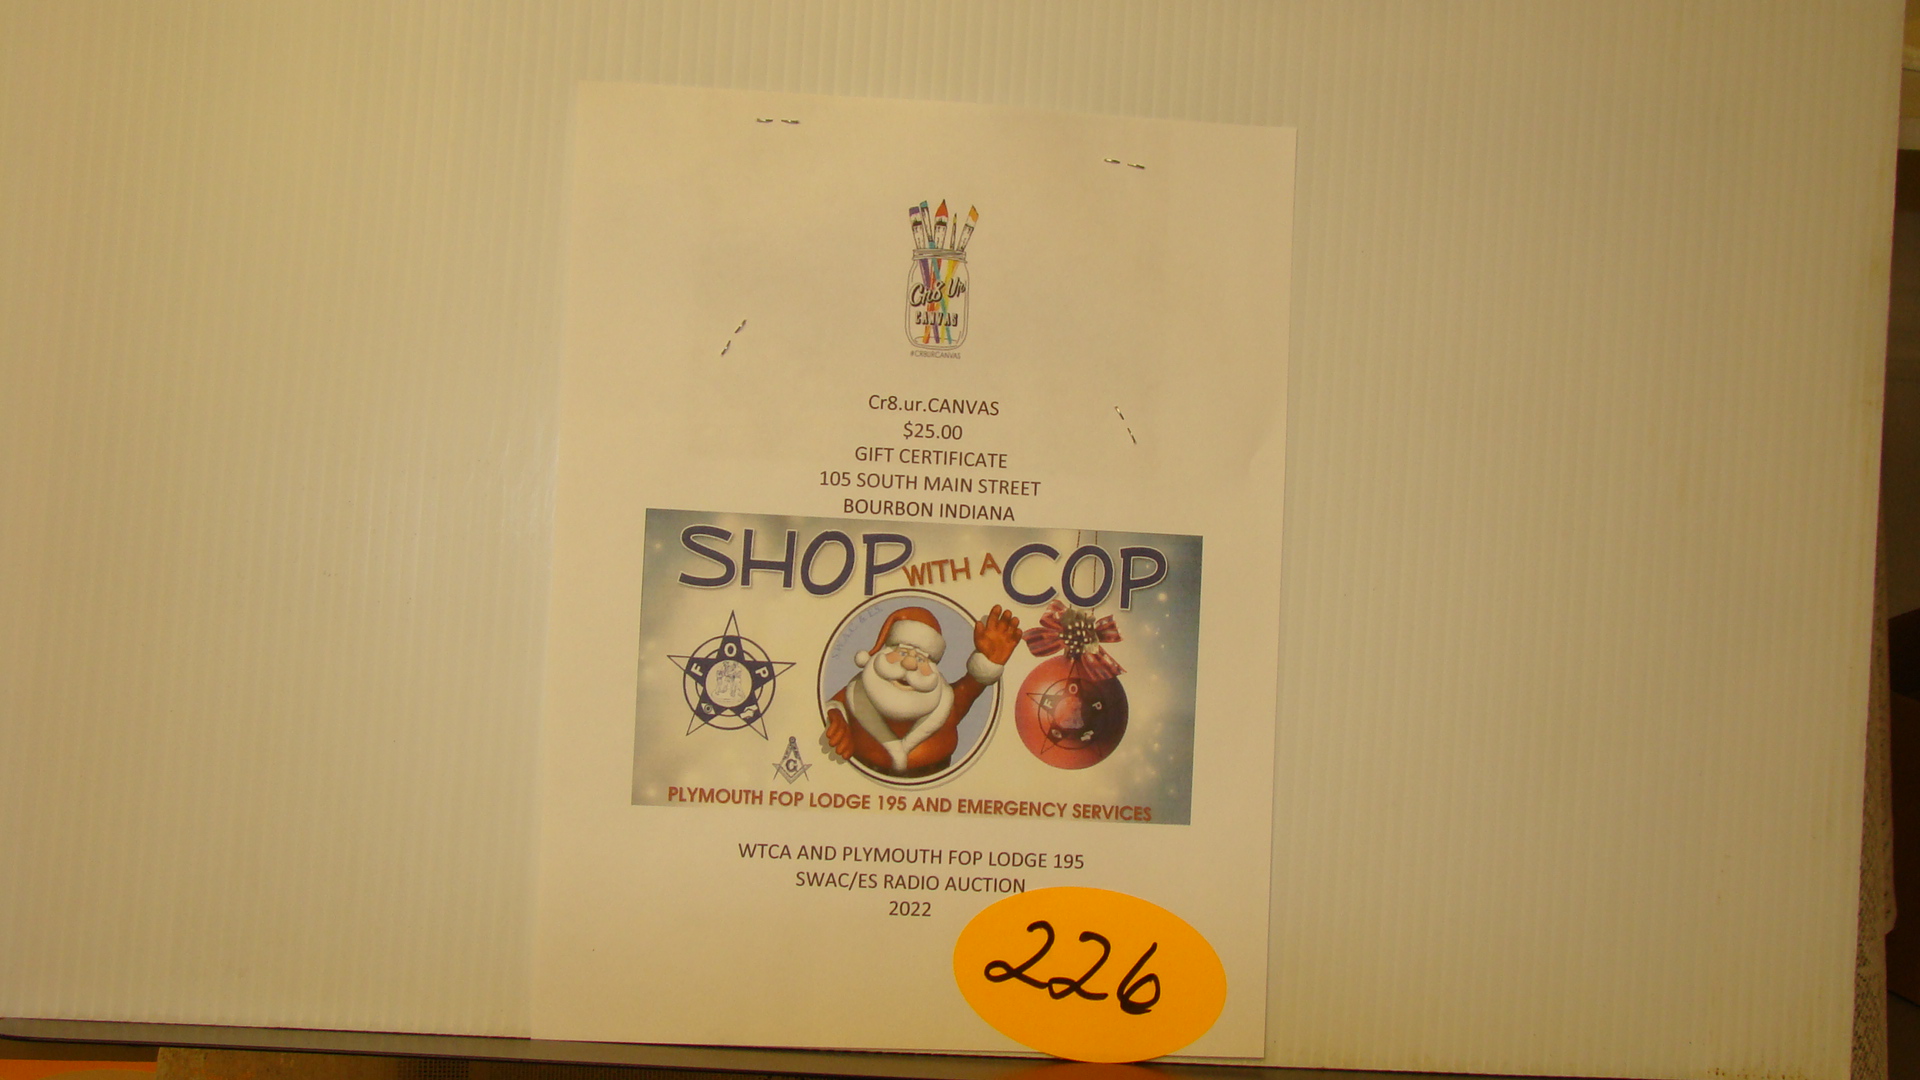 Cr8 Ur
CANVAS
#CR8URCANVAS
Cr8.ur.CANVAS
$25.00
GIFT CERTIFICATE
105 SOUTH MAIN STREET
BOURBON INDIANA
SHOP WITH A COP
F O P
F O P
G
PLYMOUTH FOP LODGE 195 AND EMERGENCY SERVICES
WTCA AND PLYMOUTH FOP LODGE 195
SWAC/ES RADIO AUCTION
2022
226